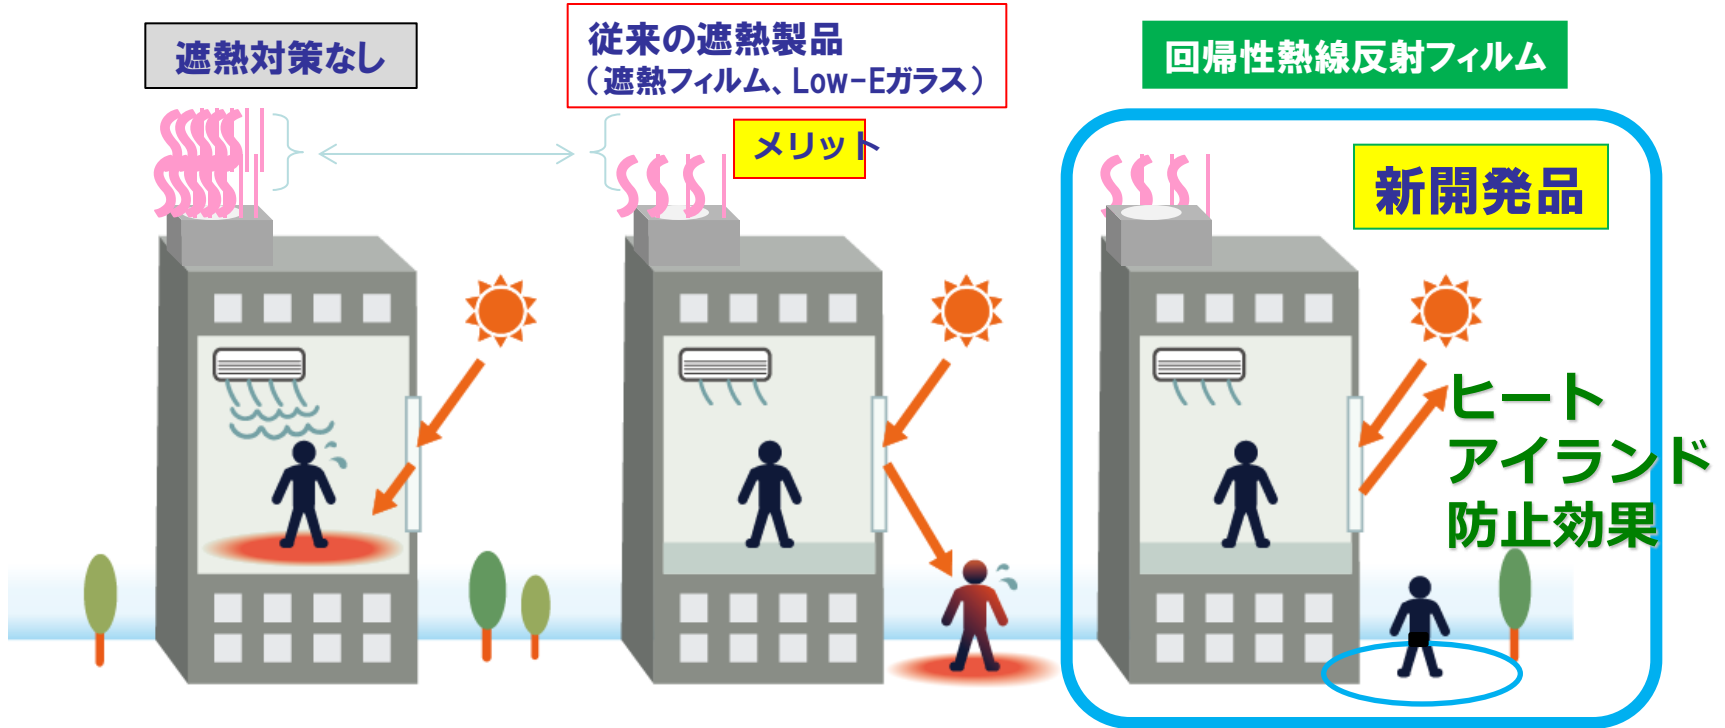 遮熱対策なし
従来の遮熱製品
（遮熱フィルム、Low-Eガラス）
メリット
回帰性熱線反射フィルム
新開発品
ヒート
アイランド
防止効果